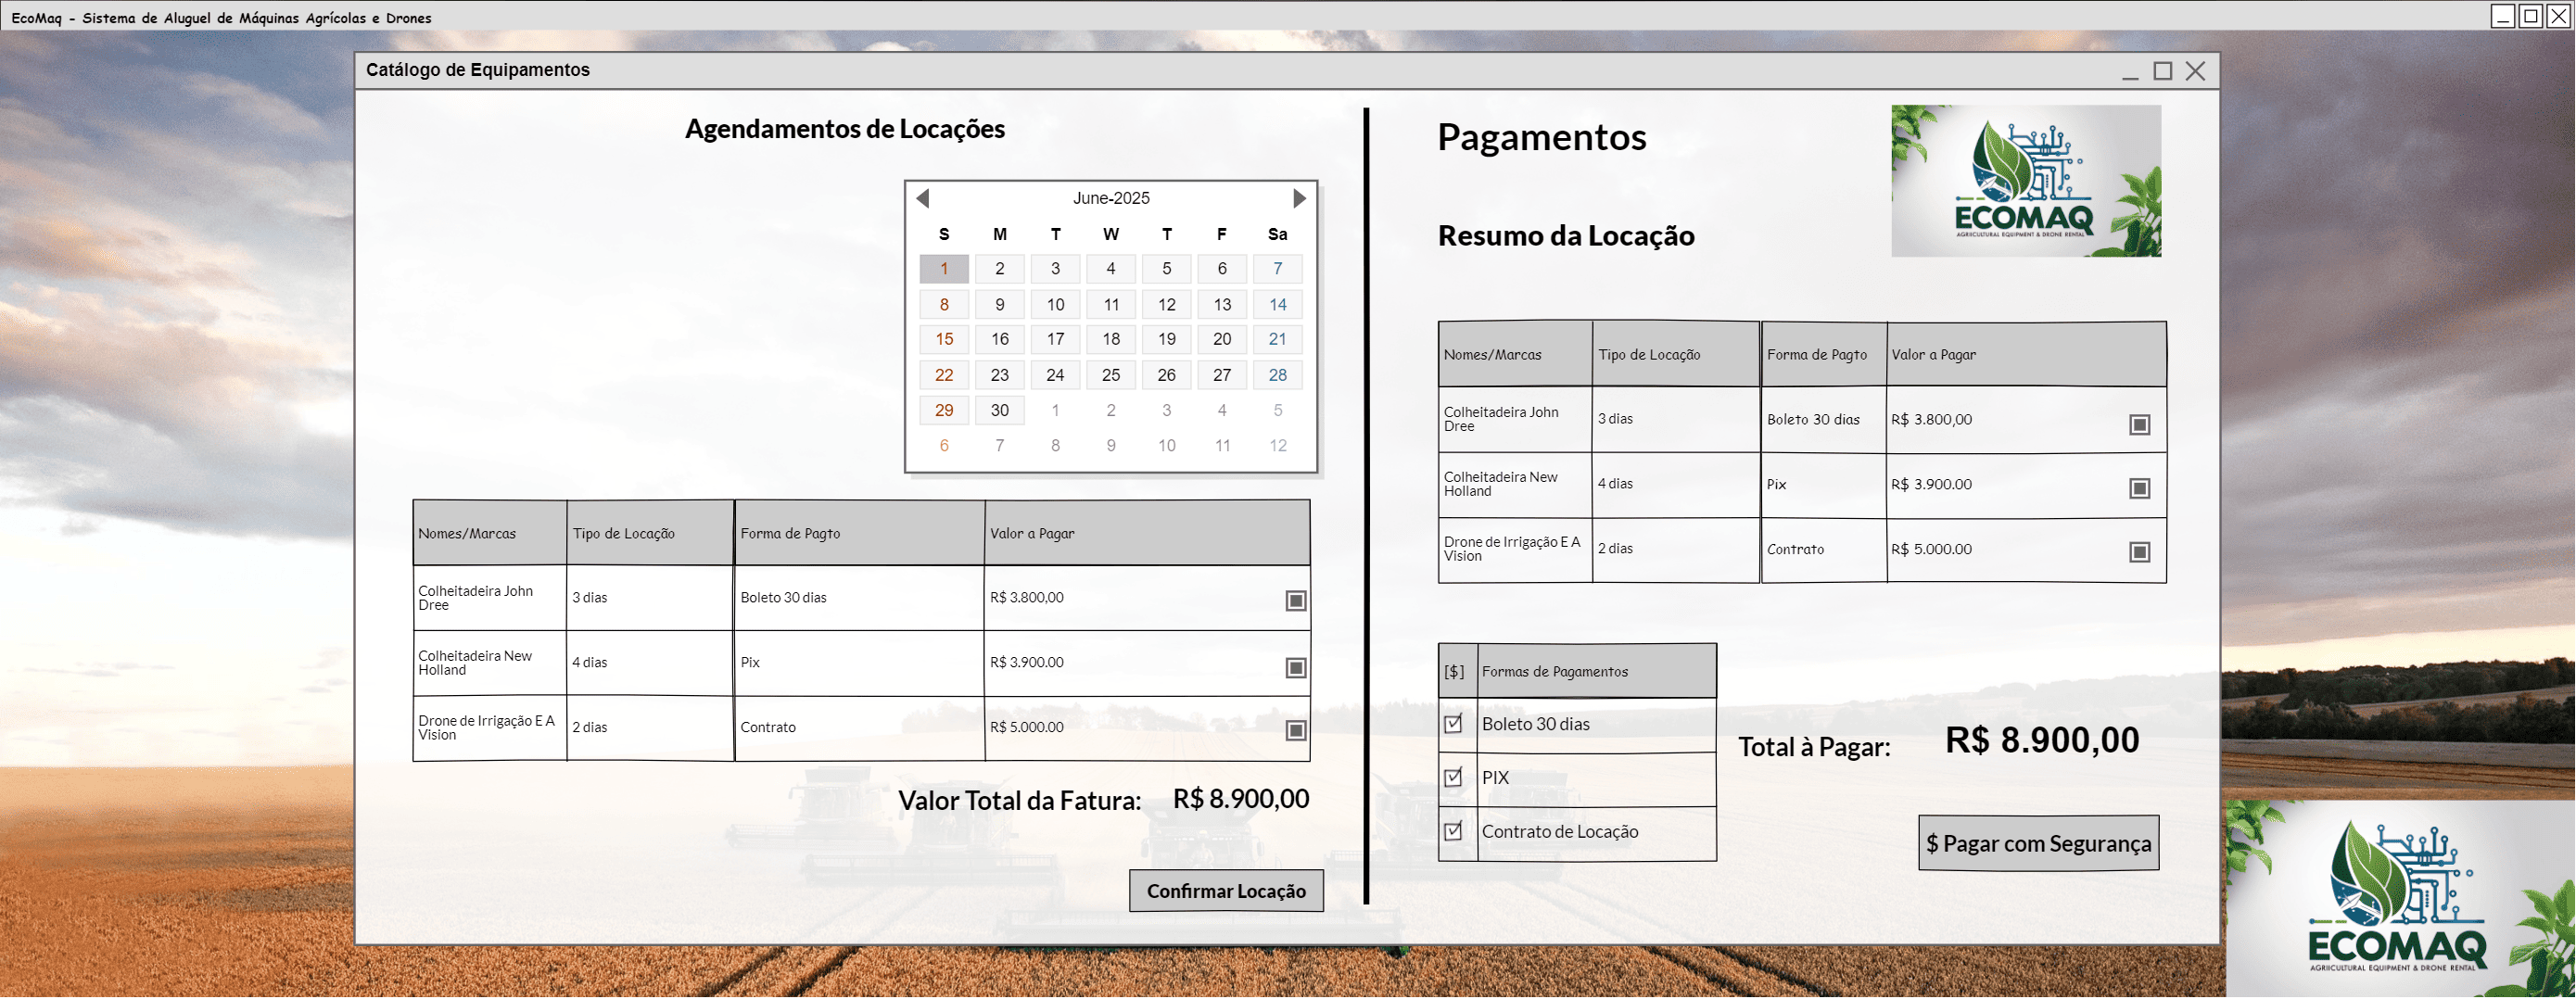 EcoMaq - Sistema de Aluguel de Máquinas Agrícolas e Drones
Catálogo de Equipamentos
Agendamentos de Locações
June-2025
S M T W T F Sa
1 2 3 4 5 6 7
8 9 10 11 12 13 14
15 16 17 18 19 20 21
22 23 24 25 26 27 28
29 30 1 2 3 4 5
6 7 8 9 10 11 12
Nomes/Marcas Tipo de Locação Forma de Pagto Valor a Pagar
Colheitadeira John
Dree
3 dias Boleto 30 dias R$ 3.800,00
Colheitadeira New
Holland
4 dias Pix R$ 3.900.00
Drone de Irrigação E A
Vision
2 dias Contrato R$ 5.000.00
Valor Total da Fatura: R$ 8.900,00
Confirmar Locação
Pagamentos
ECOMAQ
AGRIICULTURAL EQUIPMENT & DRONE RENTAL
Resumo da Locação
Nomes/Marcas Tipo de Locação Forma de Pagto Valor a Pagar
Colheitadeira John
Dree
3 dias Boleto 30 dias R$ 3.800,00
Colheitadeira New
Holland
4 dias Pix R$ 3.900.00
Drone de Irrigação E A
Vision
2 dias Contrato R$ 5.000.00
[$] Formas de Pagamentos
Boleto 30 dias
PIX
Contrato de Locação
Total à Pagar: R$ 8.900,00
$ Pagar com Segurança
ECOMAQ
AGRIICULTURAL EQUIPMENT & DRONE RENTAL